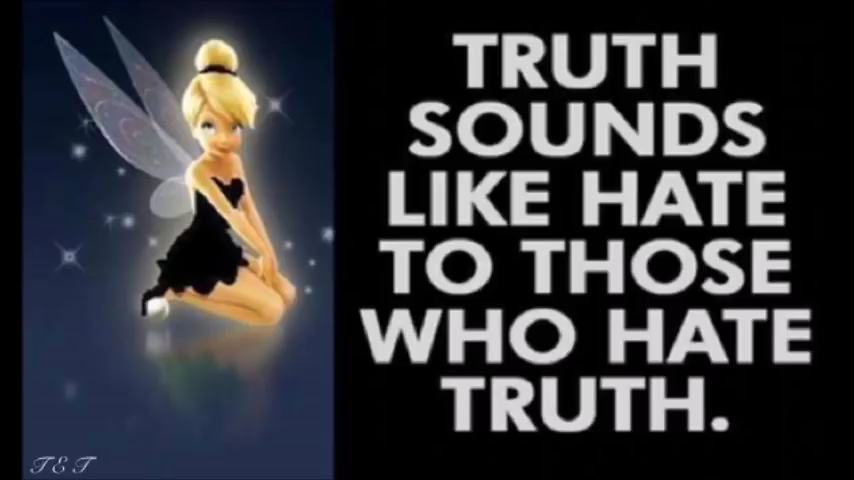 TRUTH
SOUNDS
LIKE HATE
TO THOSE
WHO HATE
TRUTH.
T&T